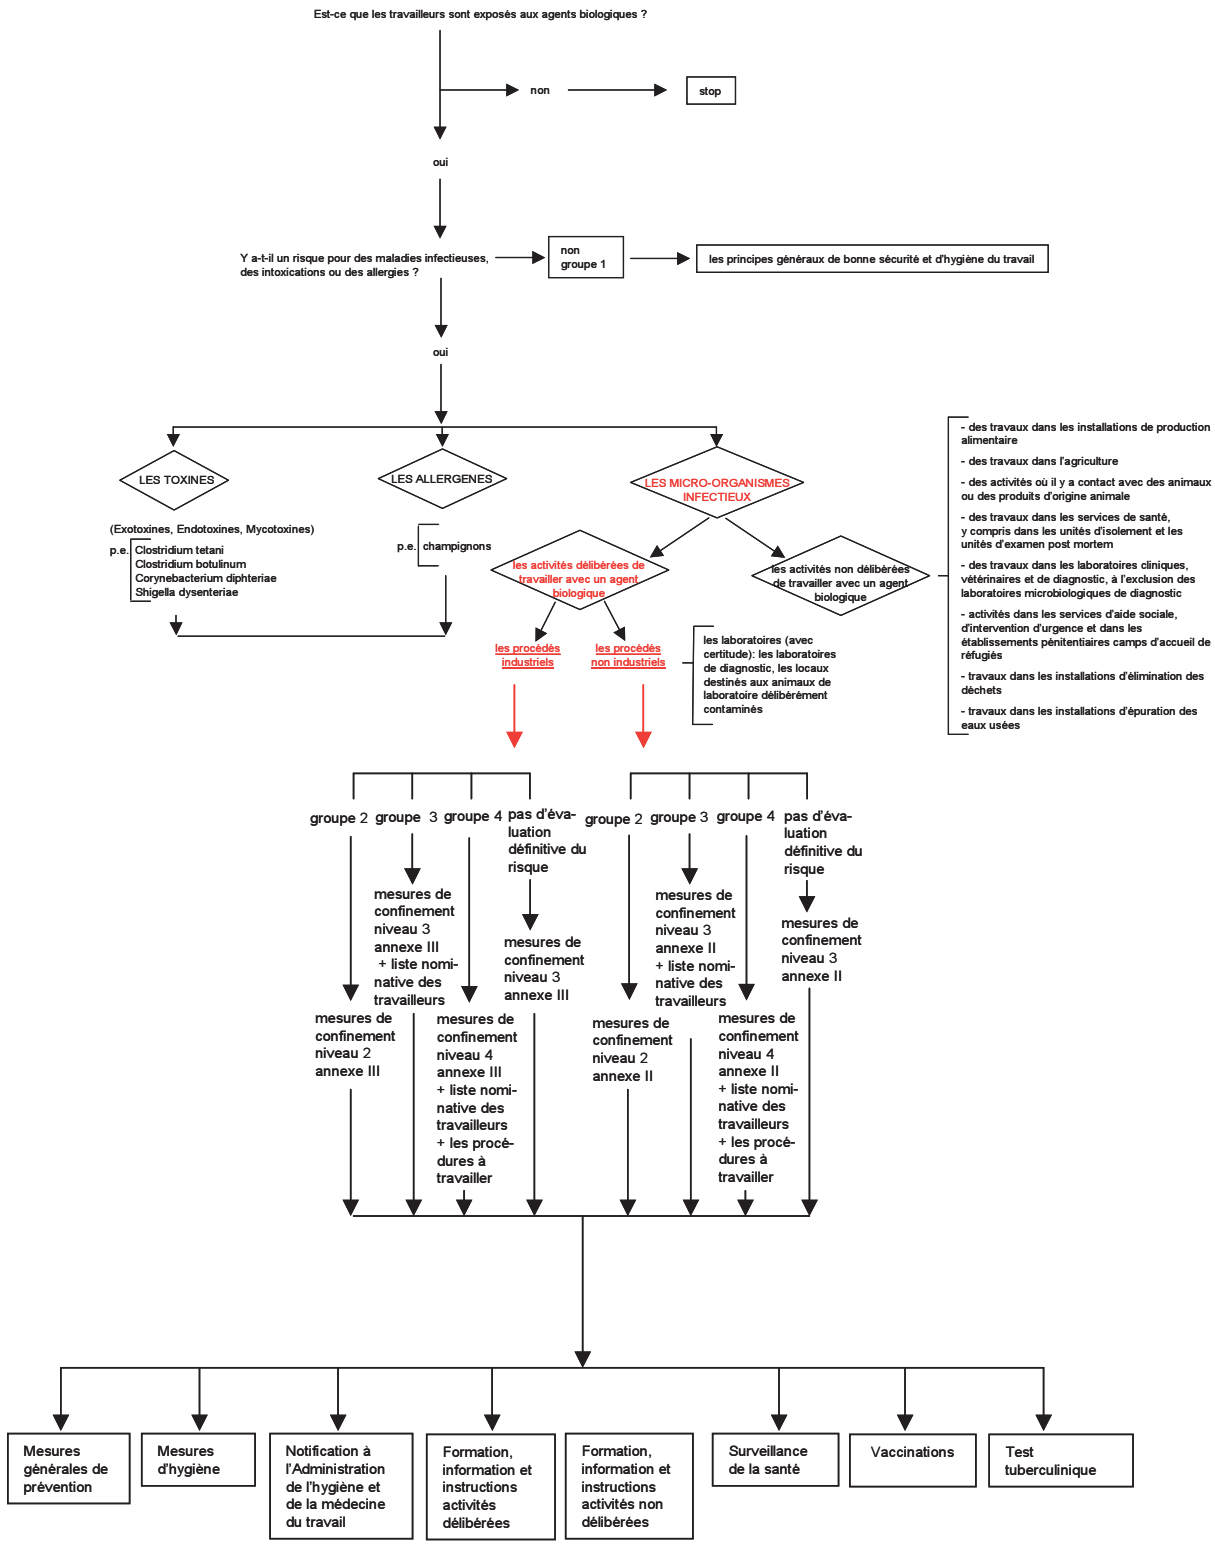 Est-ce que les travailleurs sont exposés aux agents biologiques ?
non
stop
oui
Y a-t-il un risque pour des maladies infectieuses,
des intoxications ou des allergies ?
non
groupe 1
les principes généraux de bonne sécurité et d'hygiène du travail
oui
LES TOXINES
LES ALLERGENES
LES MICRO-ORGANISMES
INFECTIEUX
(Exotoxines, Endotoxines, Mycotoxines)
p.e. Clostridium tetani
Clostridium botulinum
Corynebacterium diphteriae
Shigella dysenteriae
p.e. champignons
les activités délibérées de
travailler avec un agent
biologique
les activités non délibérées
de travailler avec un agent
biologique
- des travaux dans les installations de production
alimentaire
- des travaux dans l'agriculture
- des activités où il y a contact avec des animaux
ou des produits d'origine animale
- des travaux dans les services de santé,
y compris dans les unités d'isolement et les
unités d'examen post mortem
- des travaux dans les laboratoires cliniques,
vétérinaires et de diagnostic, à l'exclusion des
laboratoires microbiologiques de diagnostic
- activités dans les services d'aide sociale,
d'intervention d'urgence et dans les
établissements pénitentiaires camps d'accueil de
réfugiés
- travaux dans les installations d'élimination des
déchets
- travaux dans les installations d'épuration des
eaux usées
les procédés
industriels
les procédés
non industriels
les laboratoires (avec
certitude): les laboratoires
de diagnostic, les locaux
destinés aux animaux de
laboratoire délibérément
contaminés
groupe 2
groupe 3
groupe 4
pas d'éva-
luation
définitive du
risque
groupe 2
groupe 3
groupe 4
pas d'éva-
luation
définitive du
risque
mesures de
confinement
niveau 2
annexe III
mesures de
confinement
niveau 3
annexe III
+ liste nomi-
native des
travailleurs
mesures de
confinement
niveau 4
annexe III
+ liste nomi-
native des
travailleurs
+ les procé-
dures à
travailler
mesures de
confinement
niveau 3
annexe III
mesures de
confinement
niveau 2
annexe II
mesures de
confinement
niveau 3
annexe II
+ liste nomi-
native des
travailleurs
mesures de
confinement
niveau 4
annexe II
+ liste nomi-
native des
travailleurs
+ les procé-
dures à
travailler
mesures de
confinement
niveau 3
annexe II
Mesures
générales de
prévention
Mesures
d'hygiène
Notification à
l'Administration
de l'hygiène et
de la médecine
du travail
Formation,
information et
instructions
activités
délibérées
Formation,
information et
instructions
activités non
délibérées
Surveillance
de la santé
Vaccinations
Test
tuberculinique